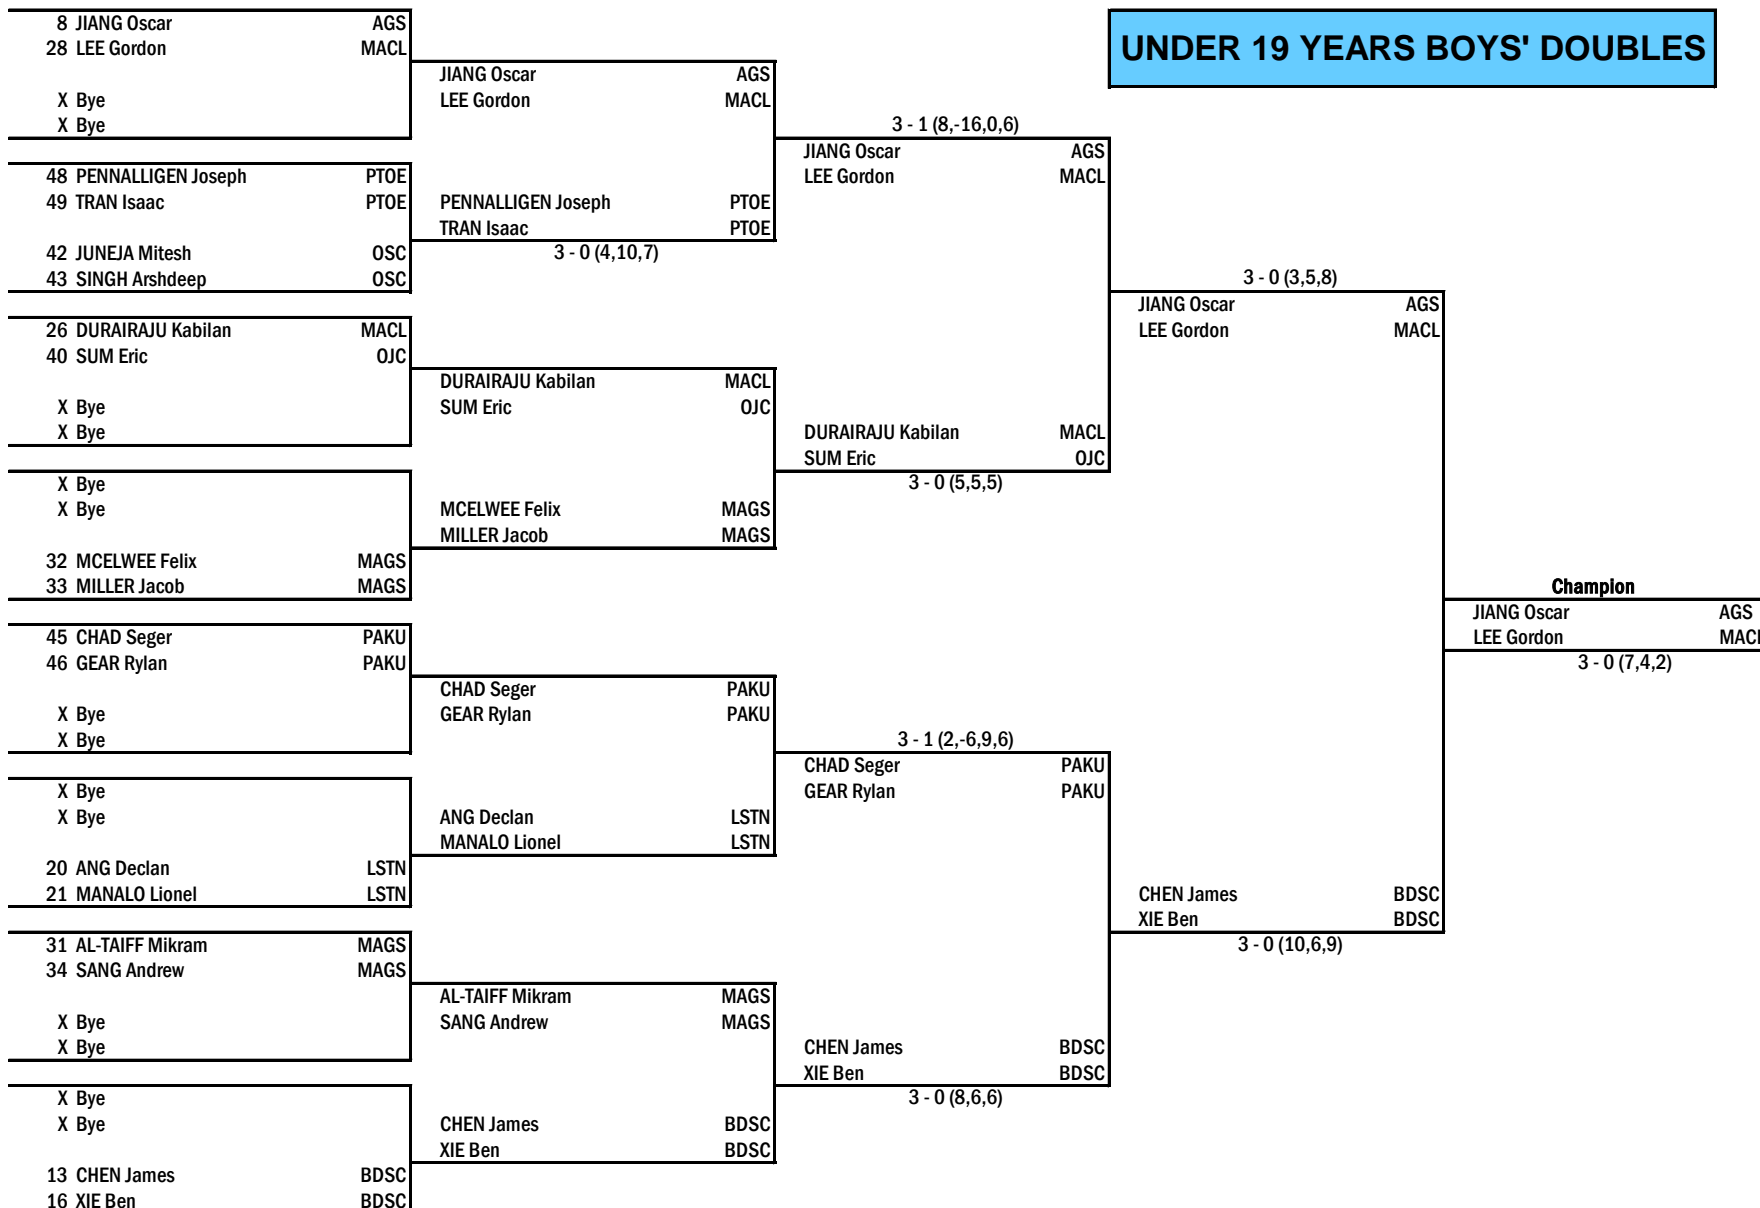 UNDER 19 YEARS BOYS' DOUBLES
8 JIANG Oscar AGS
28 LEE Gordon MACL
X Bye
X Bye
48 PENNALLIGEN Joseph PTOE
49 TRAN Isaac PTOE
42 JUNEJA Mitesh OSC
43 SINGH Arshdeep OSC
26 DURAIRAJU Kabilan MACL
40 SUM Eric OJC
X Bye
X Bye
X Bye
X Bye
32 MCELWEE Felix MAGS
33 MILLER Jacob MAGS
45 CHAD Seger PAKU
46 GEAR Rylan PAKU
X Bye
X Bye
X Bye
X Bye
20 ANG Declan LSTN
21 MANALO Lionel LSTN
31 AL-TAIFF Mikram MAGS
34 SANG Andrew MAGS
X Bye
X Bye
X Bye
X Bye
13 CHEN James BDSC
16 XIE Ben BDSC
JIANG Oscar AGS
LEE Gordon MACL
PENNALLIGEN Joseph PTOE
TRAN Isaac PTOE
3 - 0 (4,10,7)
DURAIRAJU Kabilan MACL
SUM Eric OJC
MCELWEE Felix MAGS
MILLER Jacob MAGS
CHAD Seger PAKU
GEAR Rylan PAKU
ANG Declan LSTN
MANALO Lionel LSTN
AL-TAIFF Mikram MAGS
SANG Andrew MAGS
CHEN James BDSC
XIE Ben BDSC
3 - 1 (8,-16,0,6)
JIANG Oscar AGS
LEE Gordon MACL
DURAIRAJU Kabilan MACL
SUM Eric OJC
3 - 0 (5,5,5)
3 - 1 (2,-6,9,6)
CHAD Seger PAKU
GEAR Rylan PAKU
CHEN James BDSC
XIE Ben BDSC
3 - 0 (8,6,6)
3 - 0 (3,5,8)
JIANG Oscar AGS
LEE Gordon MACL
CHEN James BDSC
XIE Ben BDSC
3 - 0 (10,6,9)
Champion
JIANG Oscar AGS
LEE Gordon MACL
3 - 0 (7,4,2)